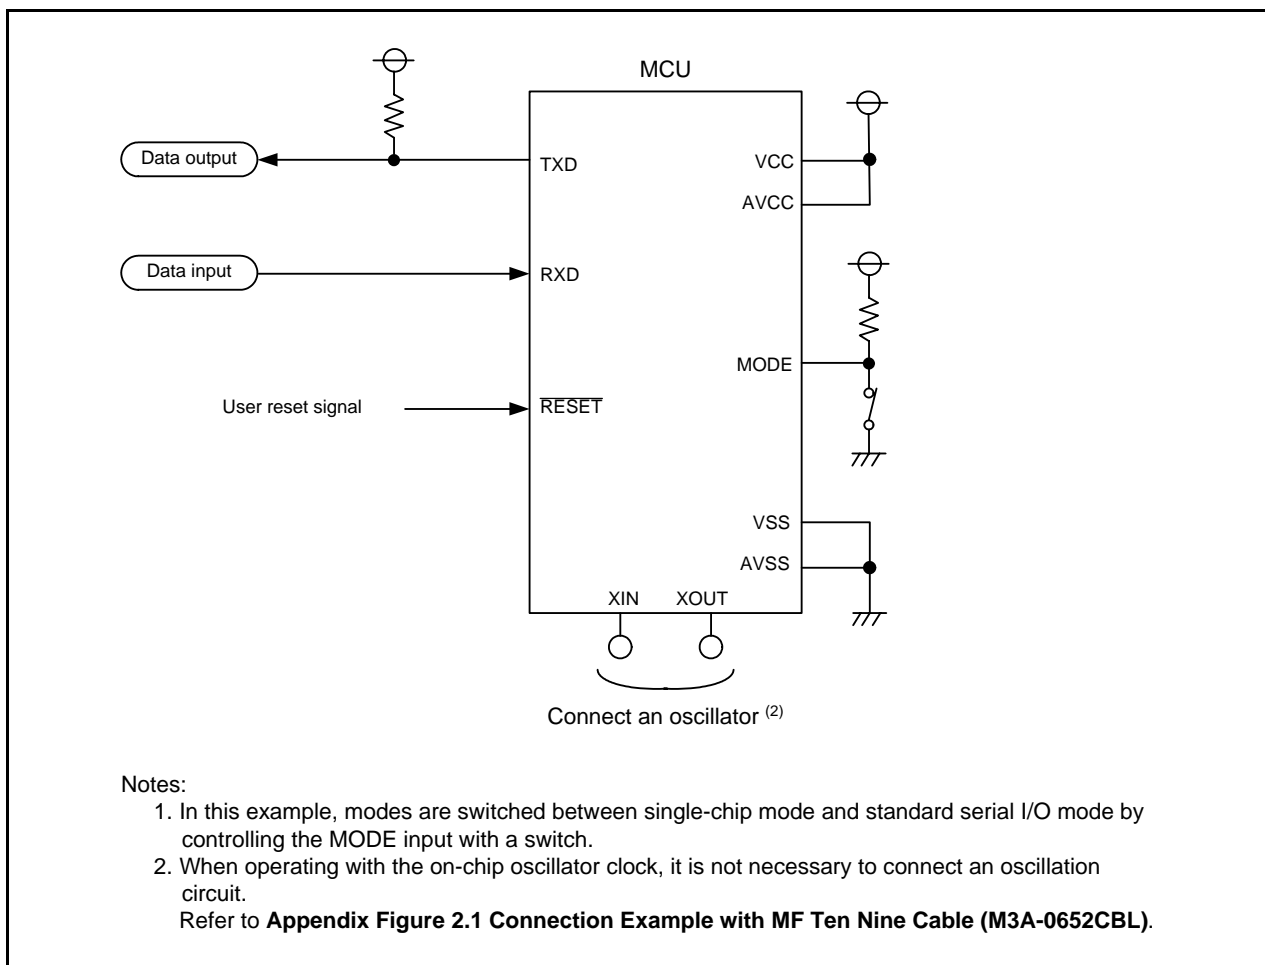 MCU
Data output
TXD
VCC
AVCC
Data input
RXD
MODE
User reset signal
RESET
VSS
AVSS
XIN XOUT
Connect an oscillator (2)
Notes:
1. In this example, modes are switched between single-chip mode and standard serial I/O mode by
controlling the MODE input with a switch.
2. When operating with the on-chip oscillator clock, it is not necessary to connect an oscillation
circuit.
Refer to Appendix Figure 2.1 Connection Example with MF Ten Nine Cable (M3A-0652CBL).